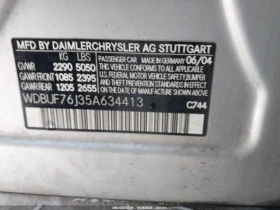 MFD BY DAIMLERCHRYSLER AG STUTTGART
KG LBS PASSENGER CAR 06/04
GVWR 2290 5050
GAWR FRONT 1085 2395
GAWR REAR 1205 2655
THIS VEHICLE CONFORMS TO ALL
APPLICABLE U.S. FEDERAL MOTOR
VEHICLE SAFETY, BUMPER
AND THEFT PREVENTION
STANDARDS IN EFFECT ON THE DATE
OF MANUFACTURE SHOWN ABOVE
WDBUF76J35A634413
C744